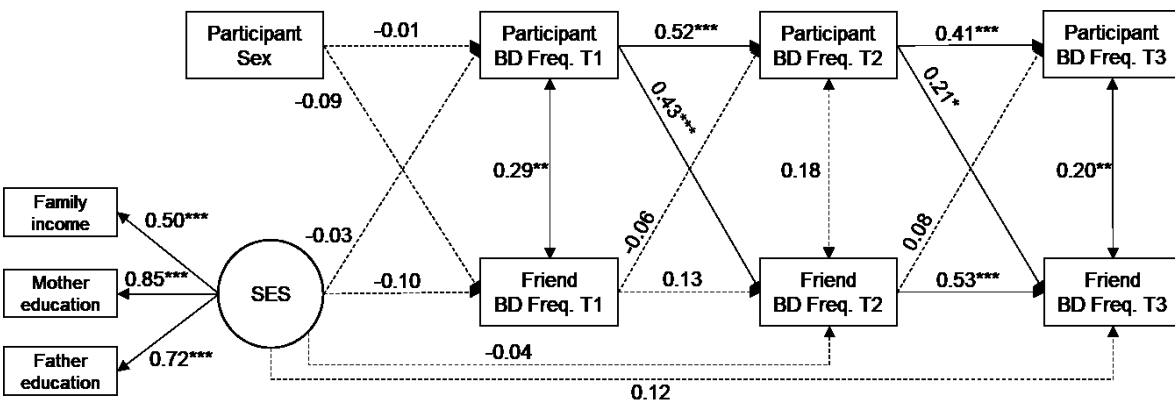 Participant
Sex
-0.01
Participant
BD Freq. T1
0.52***
Participant
BD Freq. T2
0.41***
Participant
BD Freq. T3
-0.09
0.43***
0.21*
0.29**
0.18
0.20**
Family
income
0.50***
-0.03
-0.06
0.08
Mother
education
0.85***
SES
-0.10
Friend
BD Freq. T1
0.13
Friend
BD Freq. T2
0.53***
Friend
BD Freq. T3
Father
education
0.72***
-0.04
0.12